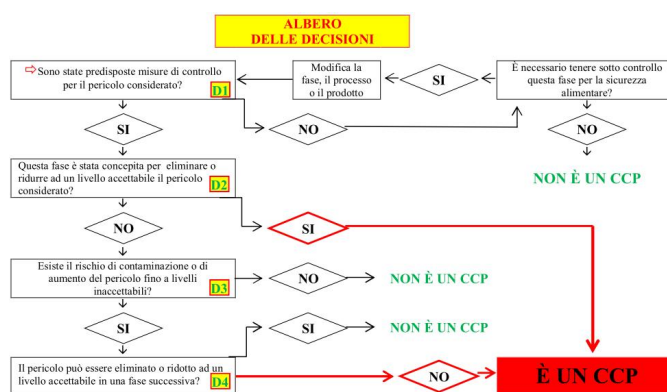 ALBERO
DELLE DECISIONI
⇨Sono state predisposte misure di controllo
per il pericolo considerato?
D1
Modifica la
fase, il processo
o il prodotto
SI
È necessario tenere sotto controllo
questa fase per la sicurezza
alimentare?
SI
NO
NO
NON È UN CCP
Questa fase è stata concepita per eliminare o
ridurre ad un livello accettabile il pericolo
considerato?
D2
NO
SI
Esiste il rischio di contaminazione o di
aumento del pericolo fino a livelli
inaccettabili?
D3
NO
NON È UN CCP
SI
SI
NON È UN CCP
Il pericolo può essere eliminato o ridotto ad un
livello accettabile in una fase successiva?
D4
NO
È UN CCP